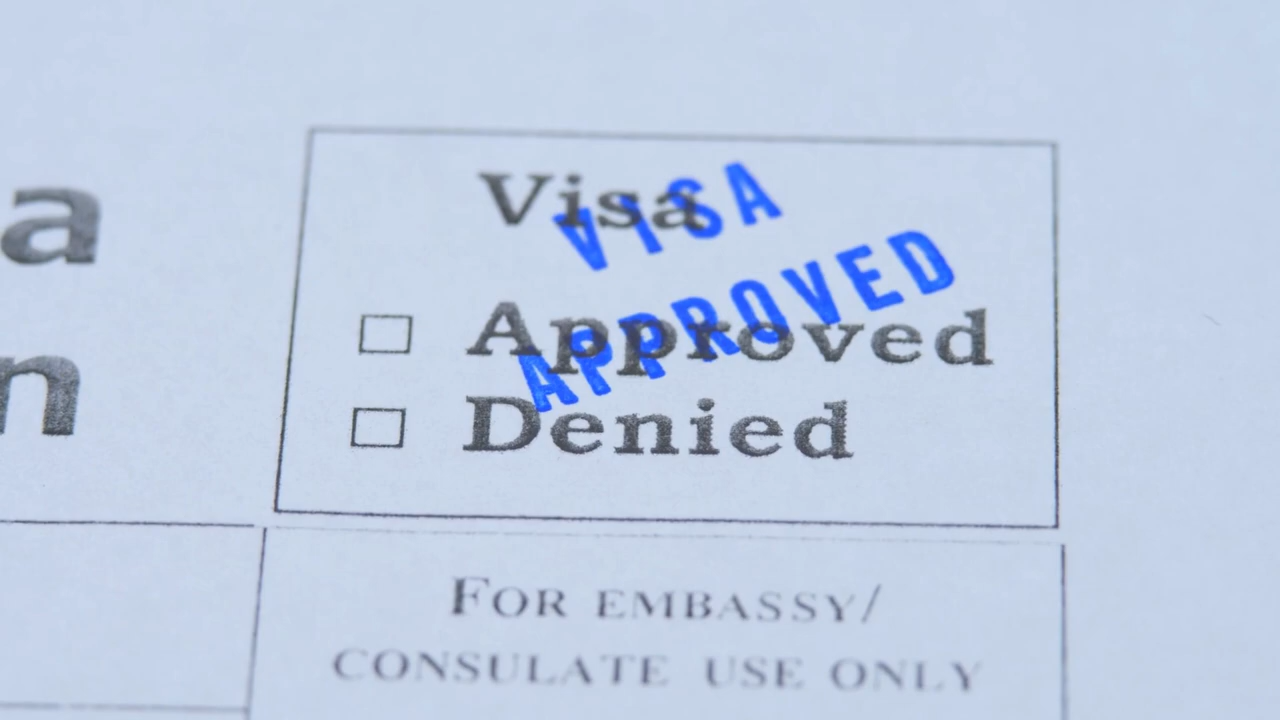 a
n
Visa
VISA
APPROVED
☐ Approved
☐ Denied
FOR EMBASSY/
CONSULATE USE ONLY